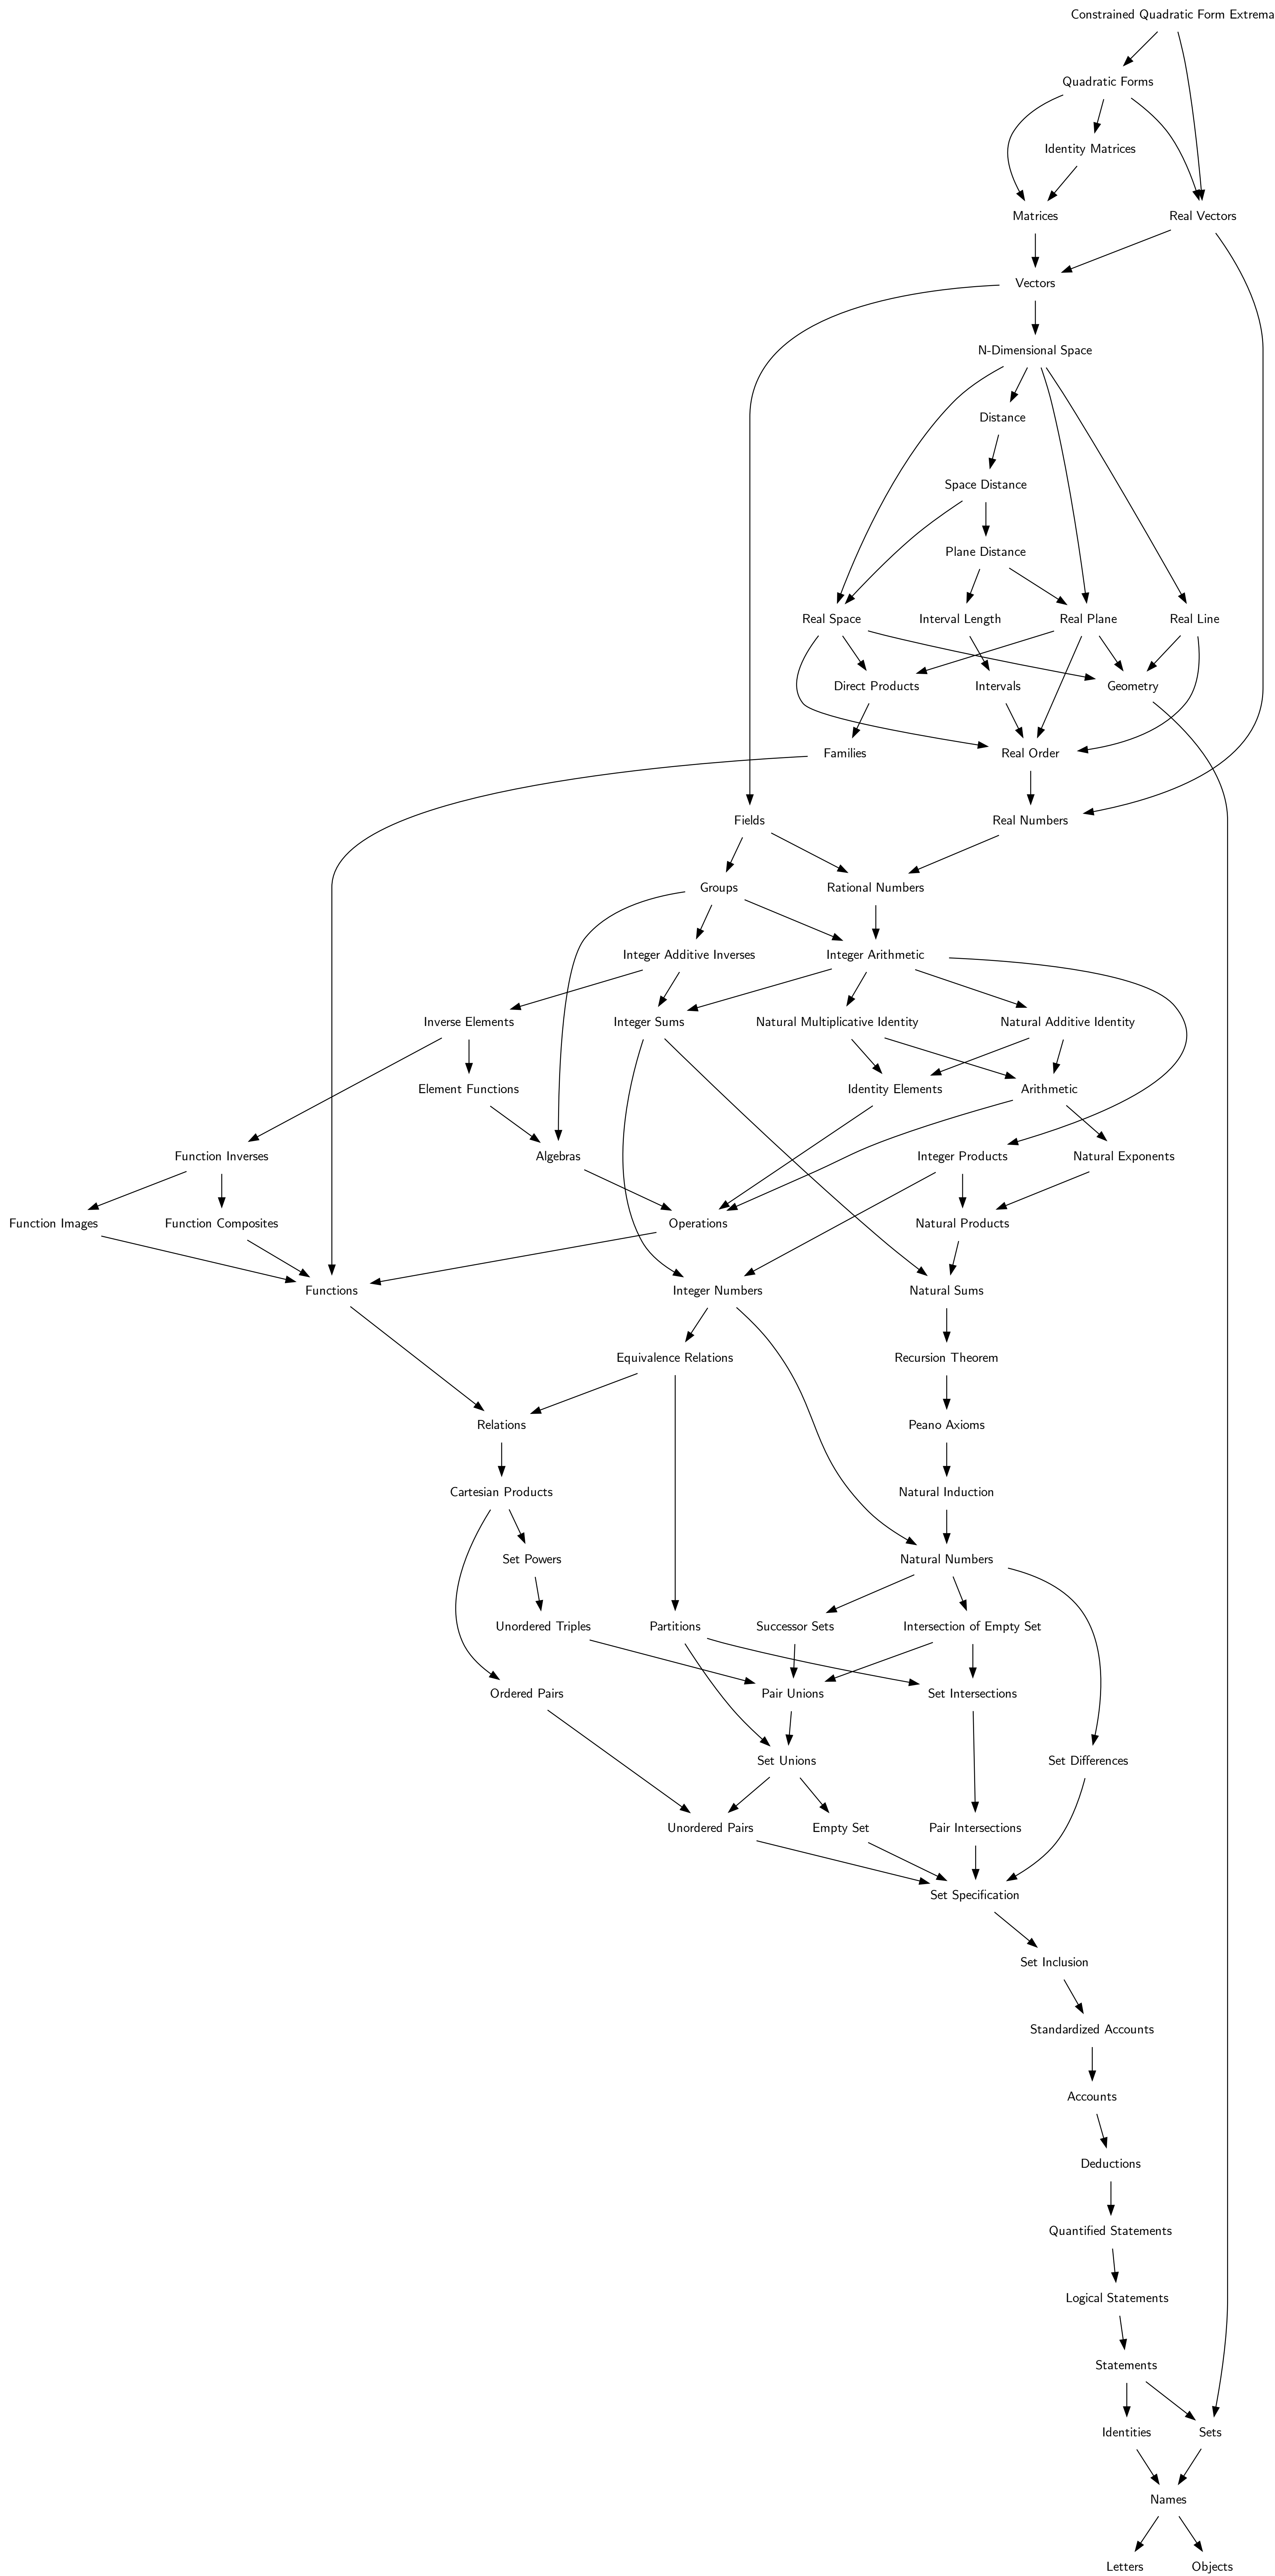 Constrained Quadratic Form Extrema
Quadratic Forms
Identity Matrices
Matrices
Real Vectors
Vectors
N-Dimensional Space
Distance
Space Distance
Plane Distance
Real Space
Interval Length
Real Plane
Real Line
Direct Products
Intervals
Geometry
Families
Real Order
Fields
Real Numbers
Groups
Rational Numbers
Integer Additive Inverses
Integer Arithmetic
Inverse Elements
Integer Sums
Natural Multiplicative Identity
Natural Additive Identity
Element Functions
Identity Elements
Arithmetic
Function Inverses
Algebras
Integer Products
Natural Exponents
Function Images
Function Composites
Operations
Natural Products
Functions
Integer Numbers
Natural Sums
Equivalence Relations
Recursion Theorem
Relations
Peano Axioms
Cartesian Products
Natural Induction
Set Powers
Natural Numbers
Unordered Triples
Partitions
Successor Sets
Intersection of Empty Set
Ordered Pairs
Pair Unions
Set Intersections
Set Unions
Set Differences
Unordered Pairs
Empty Set
Pair Intersections
Set Specification
Set Inclusion
Standardized Accounts
Accounts
Deductions
Quantified Statements
Logical Statements
Statements
Identities
Sets
Names
Letters
Objects